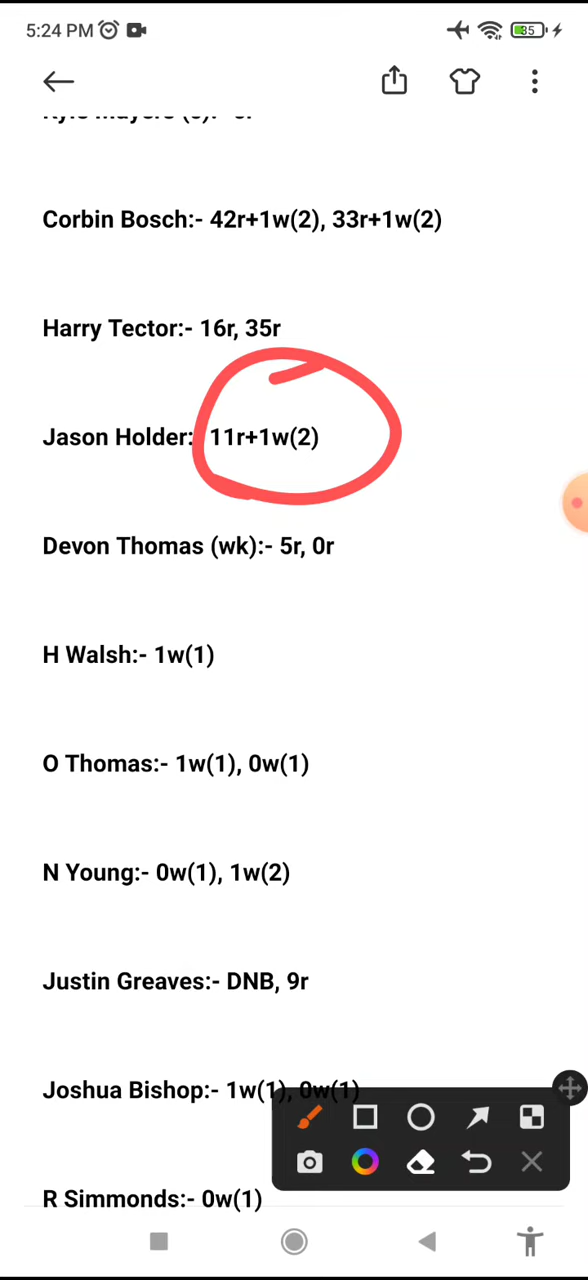 5:24 PM
35
Corbin Bosch:- 42r+1w(2), 33r+1w(2)
Harry Tector:- 16r, 35r
Jason Holder: 11r+1w(2)
Devon Thomas (wk):- 5r, 0r
H Walsh:- 1w(1)
O Thomas:- 1w(1), 0w(1)
N Young:- 0w(1), 1w(2)
Justin Greaves:- DNB, 9r
Joshua Bishop:- 1w(1), 0w(1)
R Simmonds:- 0w(1)